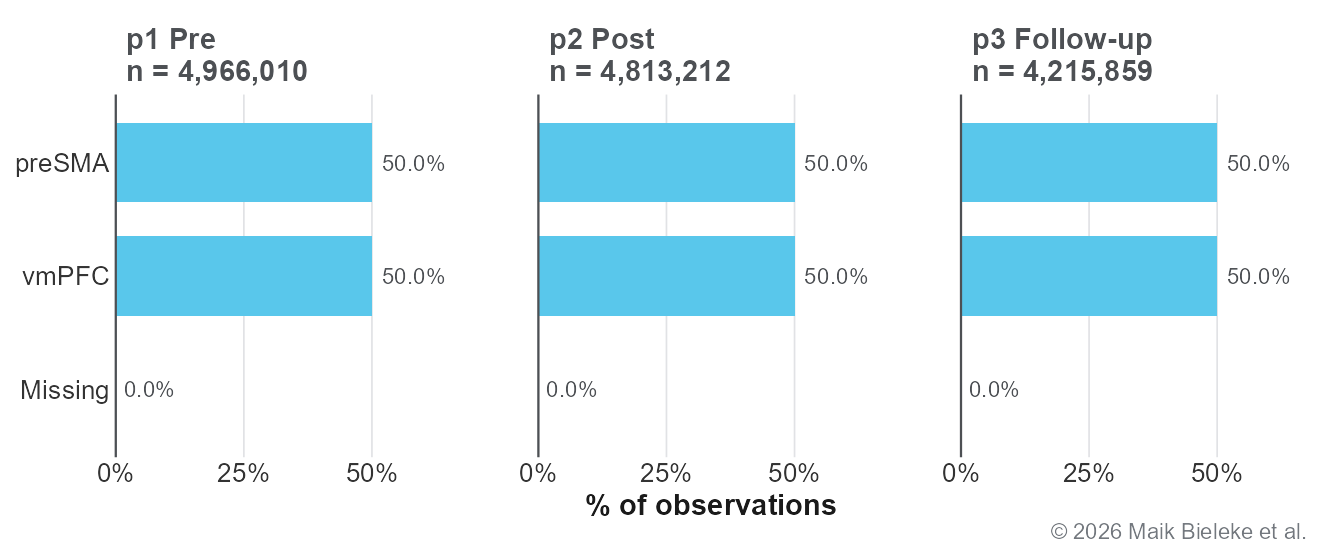 p1 Pre
n = 4,966,010
p2 Post
n = 4,813,212
p3 Follow-up
n = 4,215,859
preSMA
50.0%
50.0%
50.0%
vmPFC
50.0%
50.0%
50.0%
Missing
0.0%
0.0%
0.0%
0%
25%
50%
0%
25%
50%
0%
25%
50%
% of observations
© 2026 Maik Bieleke et al.